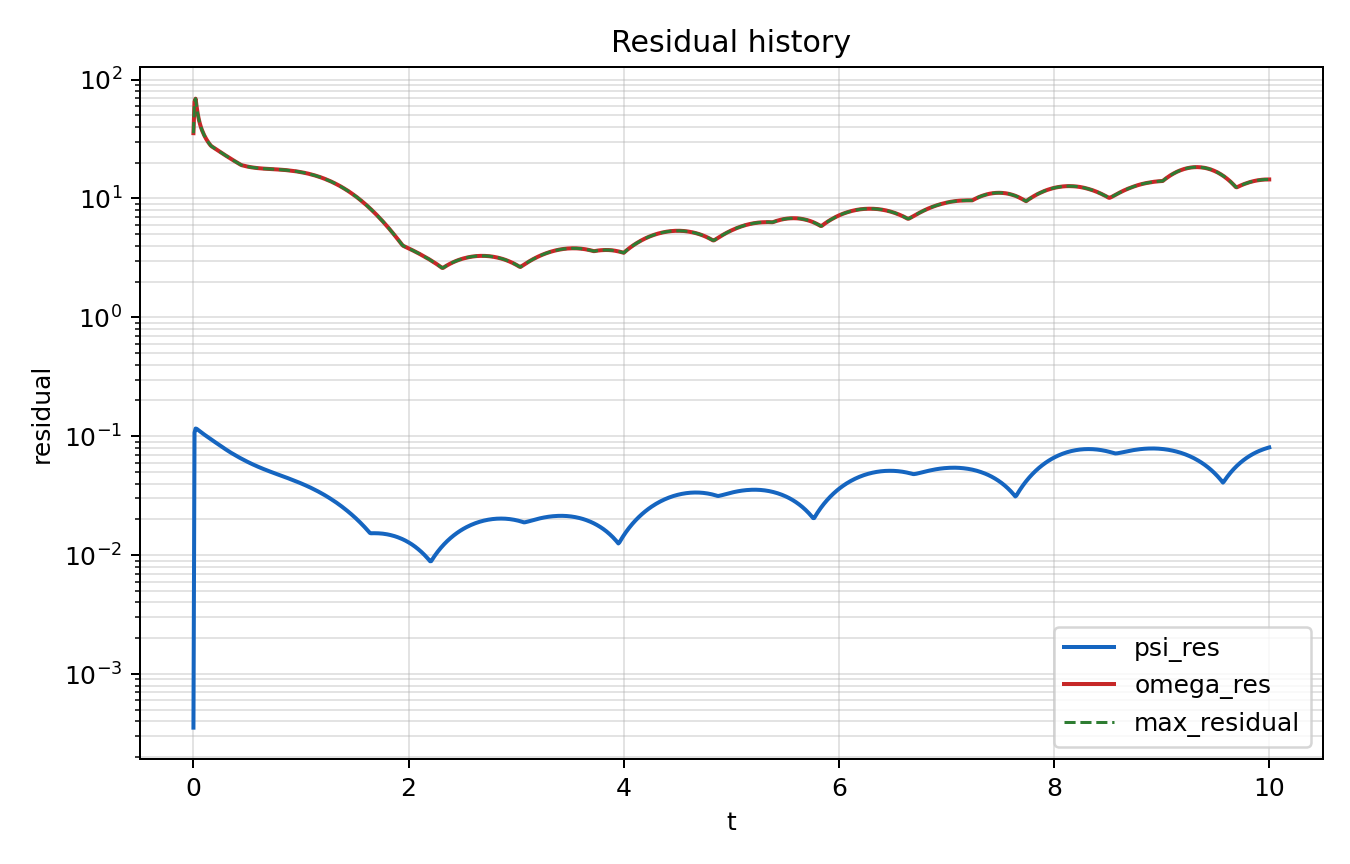 Residual history
residual
10²
10¹
10⁰
10⁻¹
10⁻²
10⁻³
psi_res
omega_res
max_residual
0 2 4 6 8 10
t